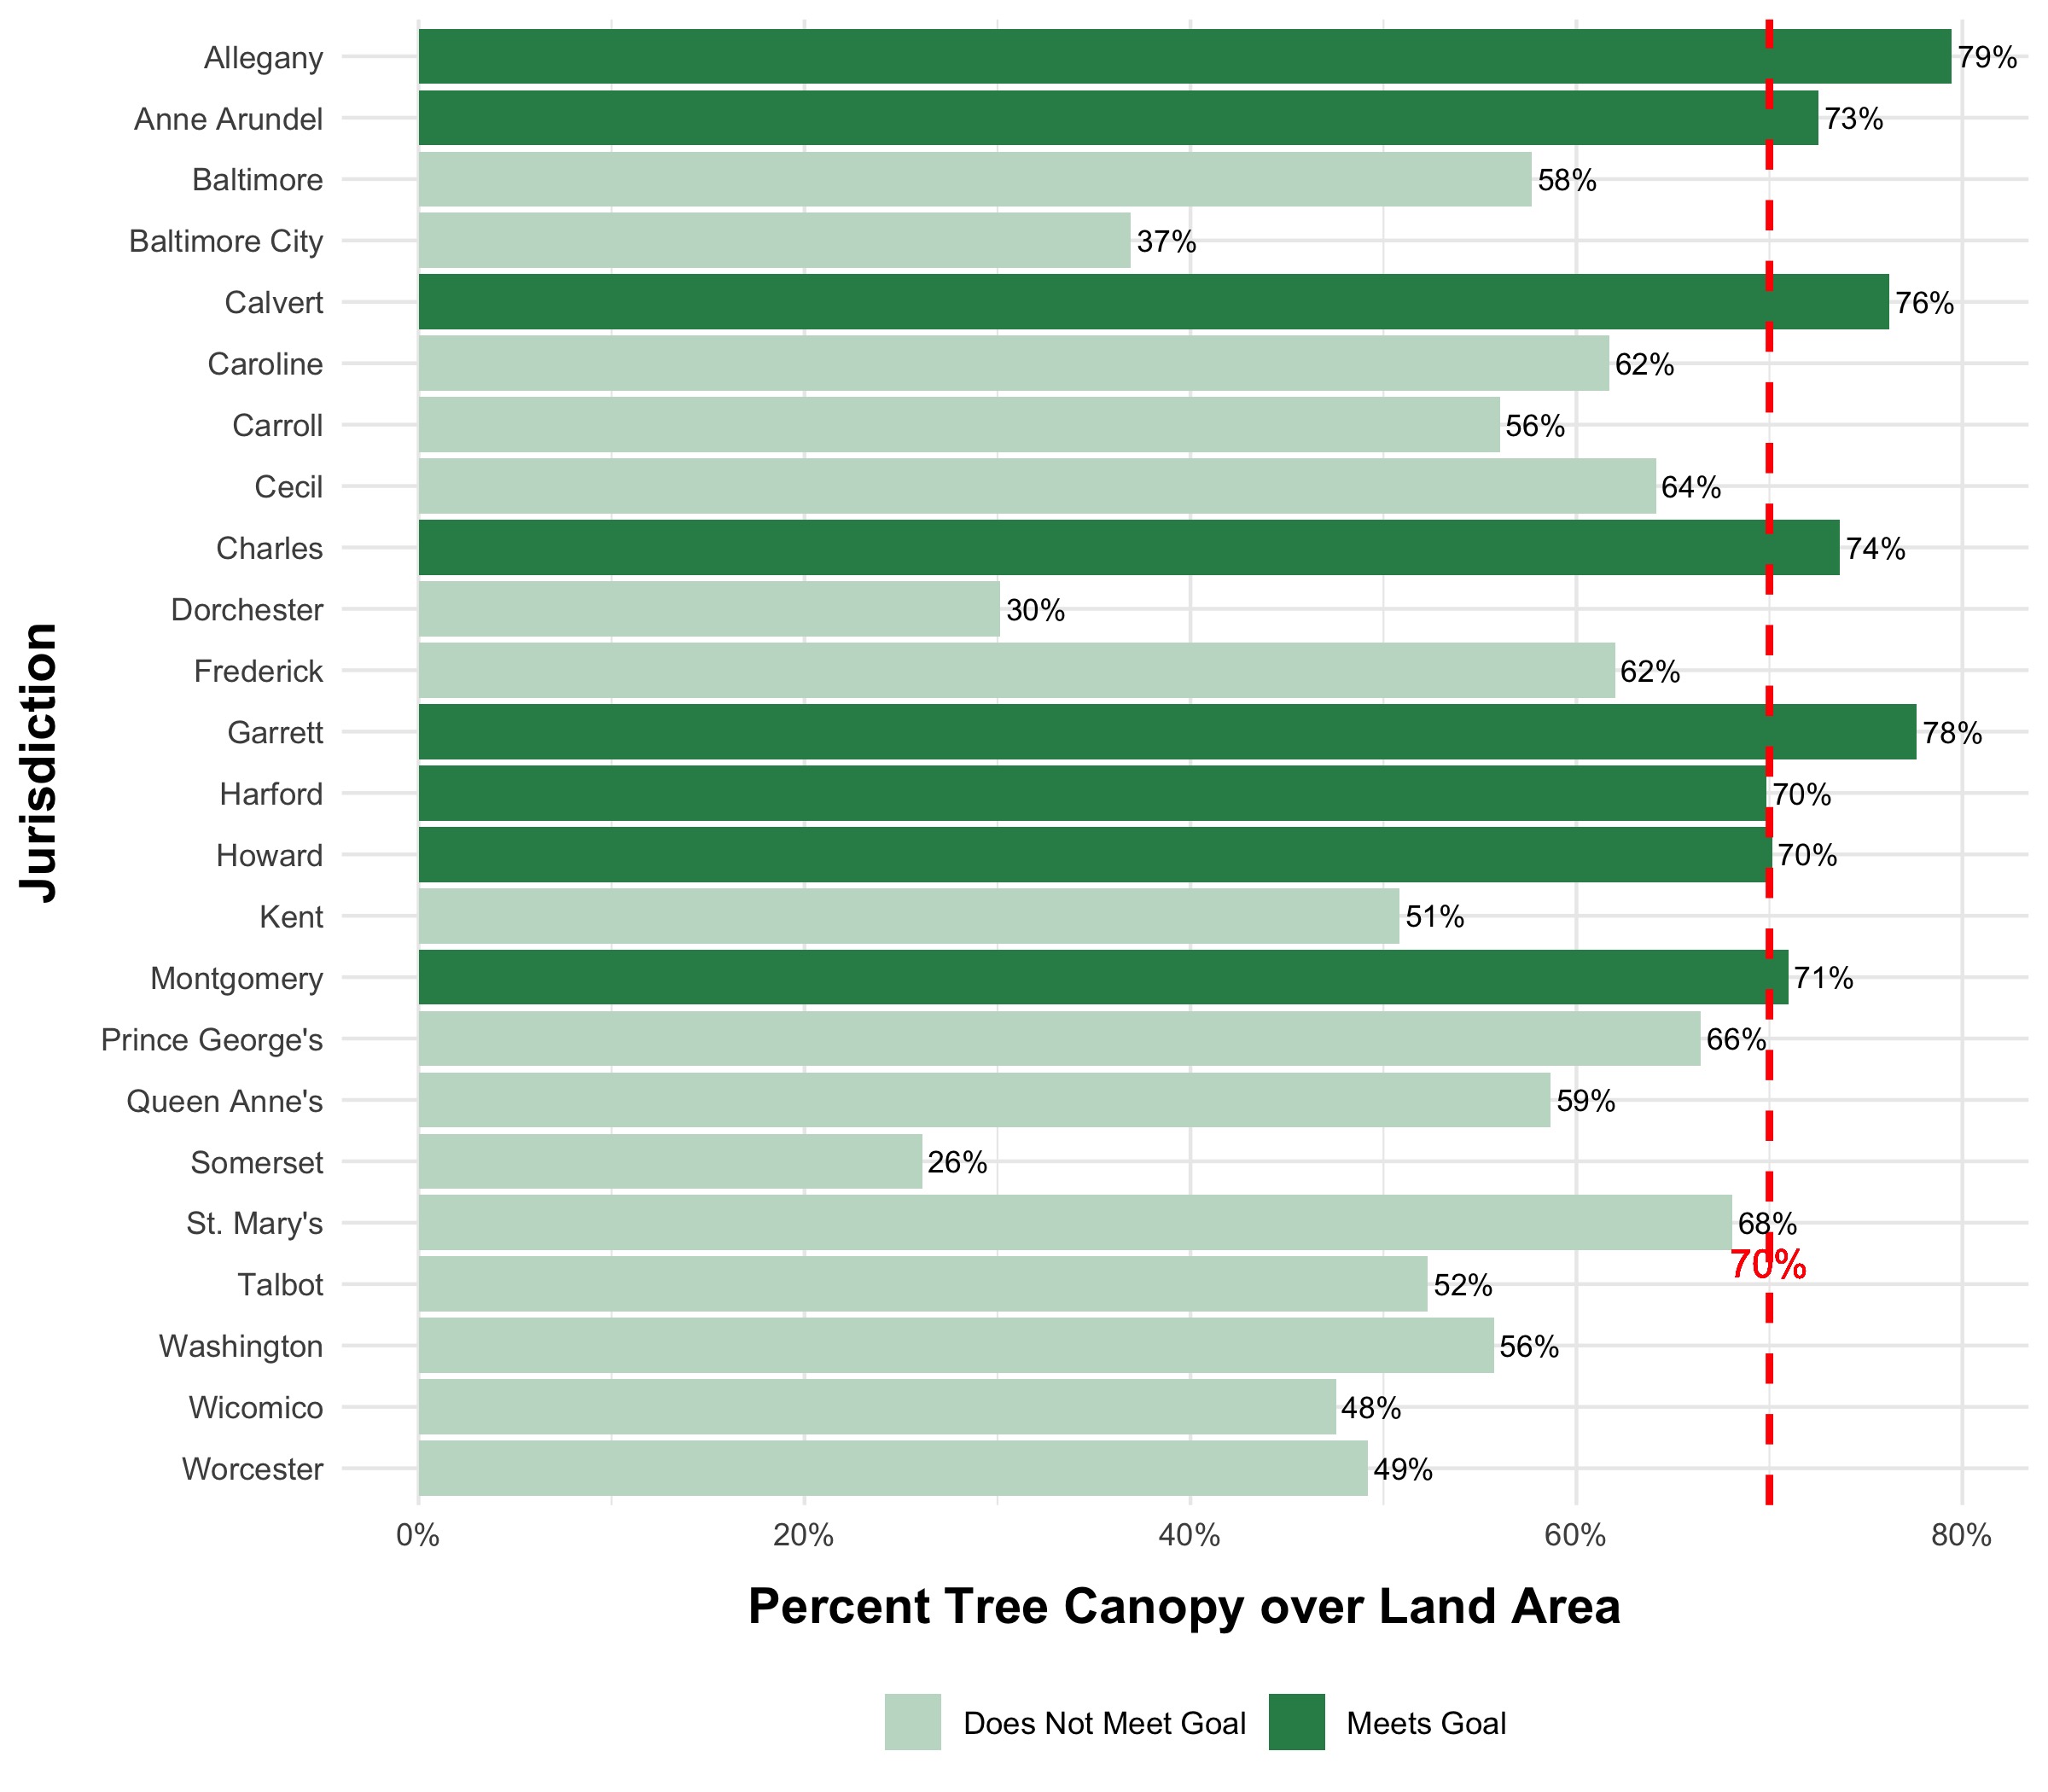 Jurisdiction
Allegany 79%
Anne Arundel 73%
Baltimore 58%
Baltimore City 37%
Calvert 76%
Caroline 62%
Carroll 56%
Cecil 64%
Charles 74%
Dorchester 30%
Frederick 62%
Garrett 78%
Harford 70%
Howard 70%
Kent 51%
Montgomery 71%
Prince George's 66%
Queen Anne's 59%
Somerset 26%
St. Mary's 68%
70%
Talbot 52%
Washington 56%
Wicomico 48%
Worcester 49%
0% 20% 40% 60% 80%
Percent Tree Canopy over Land Area
Does Not Meet Goal Meets Goal